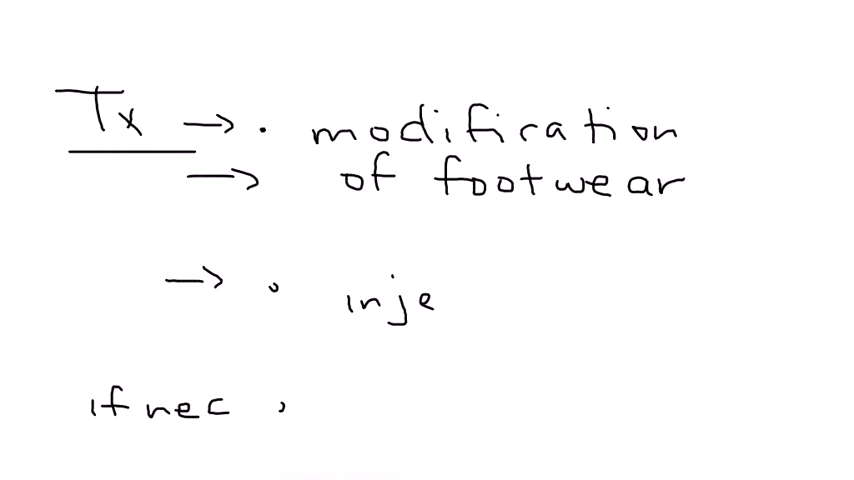 Tx → · modification
→ of footwear
→ · inje
if nec ,